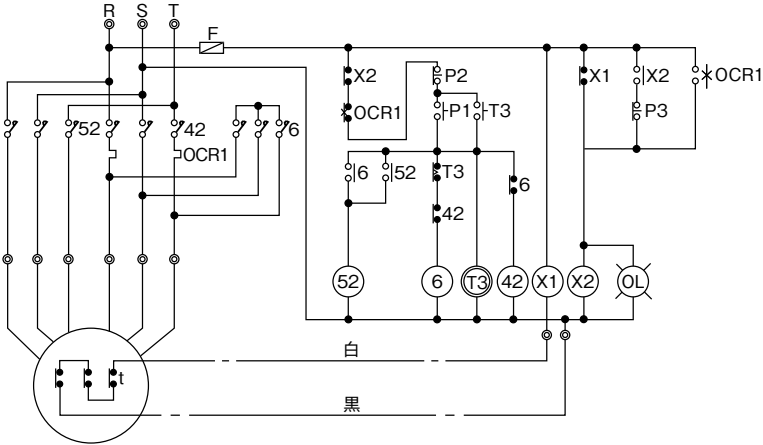 R S T
F
X2 P2 X1 X2 OCR1
OCR1 P1 T3 P3
52 42 6
OCR1
6 52 T3 6
42
52 6 T3 42 X1 X2 OL
白
t
黒